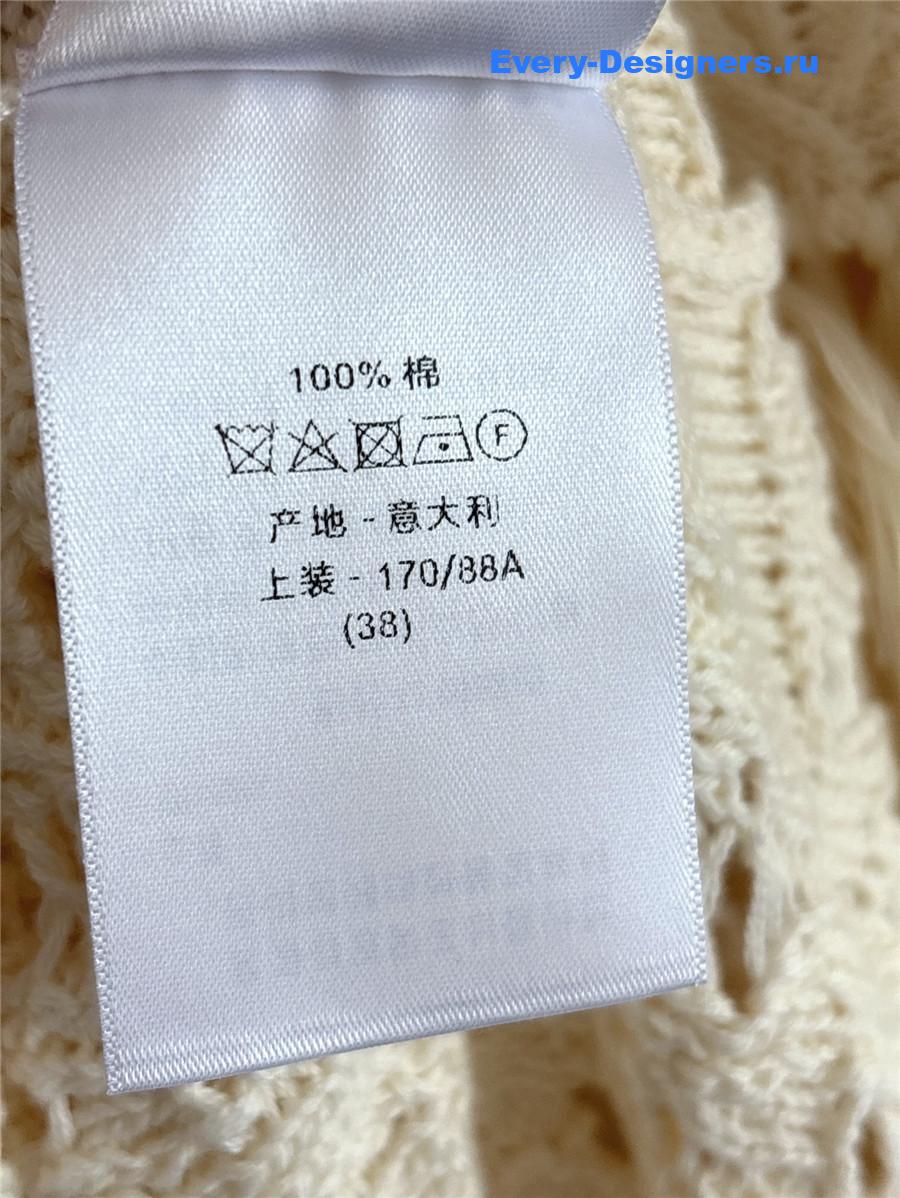 Every-Designers.ru
100% 棉
F
产地 - 意大利
上装 - 170/88A
(38)